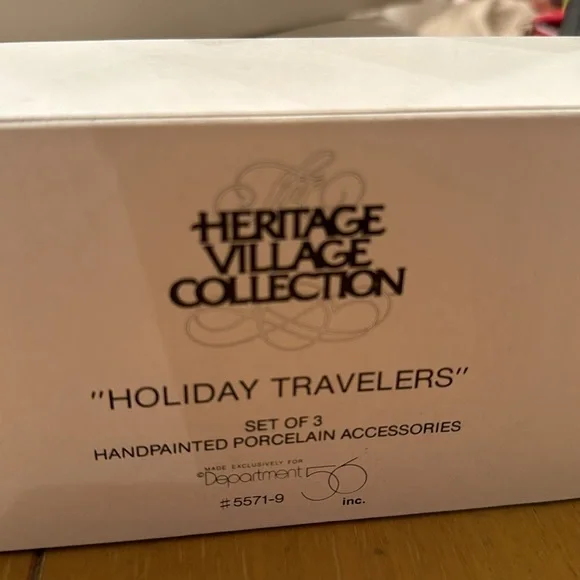 The
HERITAGE
VILLAGE
COLLECTION
"HOLIDAY TRAVELERS"
SET OF 3
HANDPAINTED PORCELAIN ACCESSORIES
MADE EXCLUSIVELY FOR
©Department 56
#5571-9 inc.